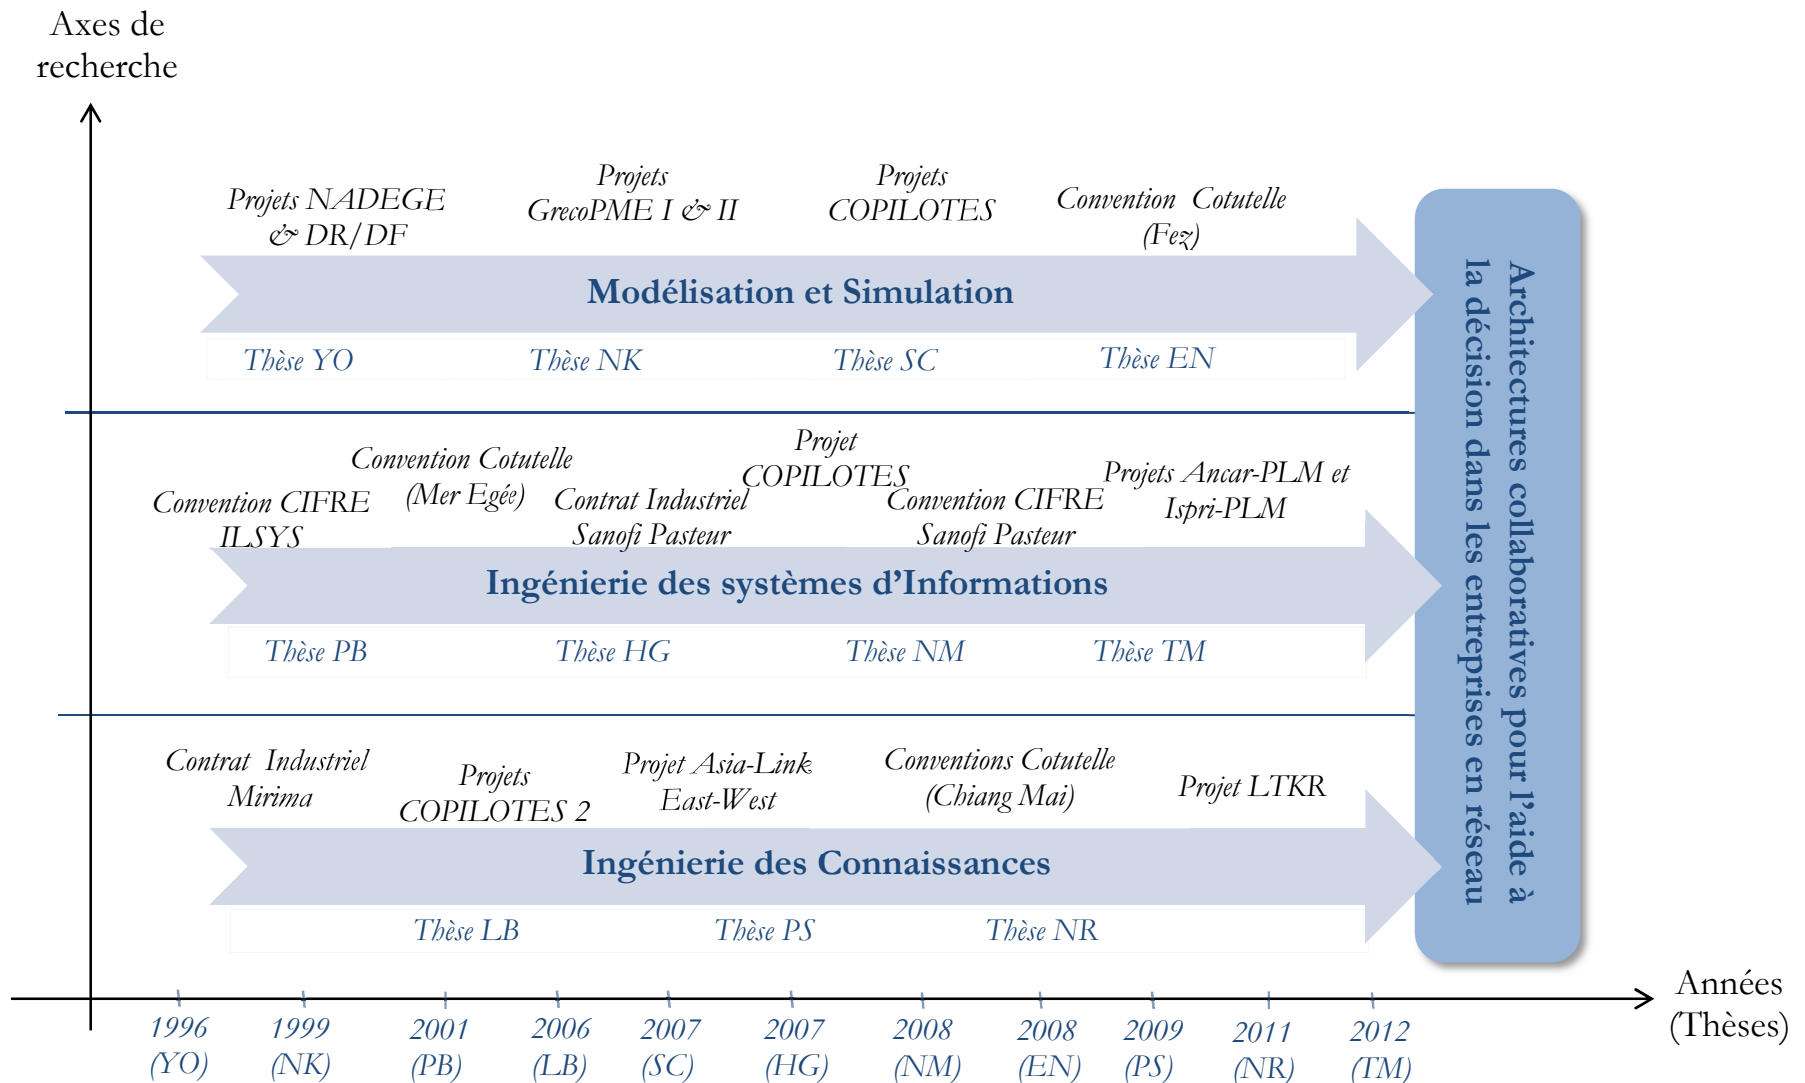 Axes de
recherche
Projets NADEGE
& DR/DF
Projets
GrecoPME I & II
Projets
COPILOTES
Convention Cotutelle
(Fez)
Modélisation et Simulation
Thèse YO
Thèse NK
Thèse SC
Thèse EN
Convention CIFRE
ILSYS
Convention Cotutelle
(Mer Egée)
Contrat Industriel
Sanofi Pasteur
Projet
COPILOTES
Convention CIFRE
Sanofi Pasteur
Projets Ancar-PLM et
Ispri-PLM
Ingénierie des systèmes d’Informations
Thèse PB
Thèse HG
Thèse NM
Thèse TM
Contrat Industriel
Mirima
Projets
COPILOTES 2
Projet Asia-Link
East-West
Conventions Cotutelle
(Chiang Mai)
Projet LTKR
Ingénierie des Connaissances
Thèse LB
Thèse PS
Thèse NR
Architectures collaboratives pour l’aide à
la décision dans les entreprises en réseau
1996
(YO)
1999
(NK)
2001
(PB)
2006
(LB)
2007
(SC)
2007
(HG)
2008
(NM)
2008
(EN)
2009
(PS)
2011
(NR)
2012
(TM)
Années
(Thèses)